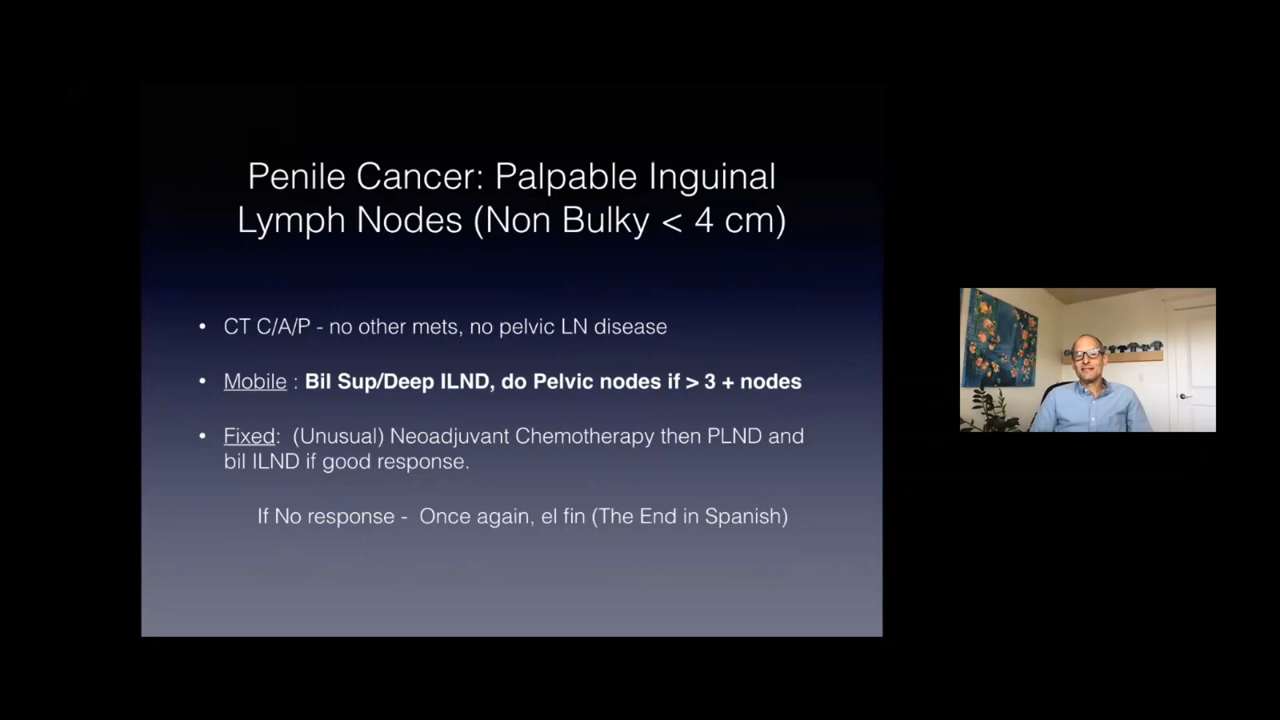 Penile Cancer: Palpable Inguinal
Lymph Nodes (Non Bulky < 4 cm)
• CT C/A/P - no other mets, no pelvic LN disease
• Mobile : Bil Sup/Deep ILND, do Pelvic nodes if > 3 + nodes
• Fixed: (Unusual) Neoadjuvant Chemotherapy then PLND and
bil ILND if good response.
If No response - Once again, el fin (The End in Spanish)